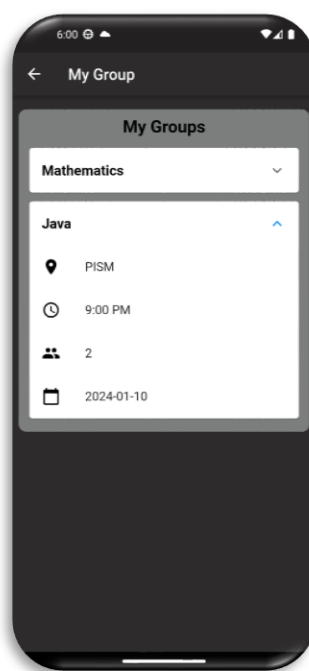 6:00
My Group
My Groups
Mathematics
Java
PISM
9:00 PM
2
2024-01-10